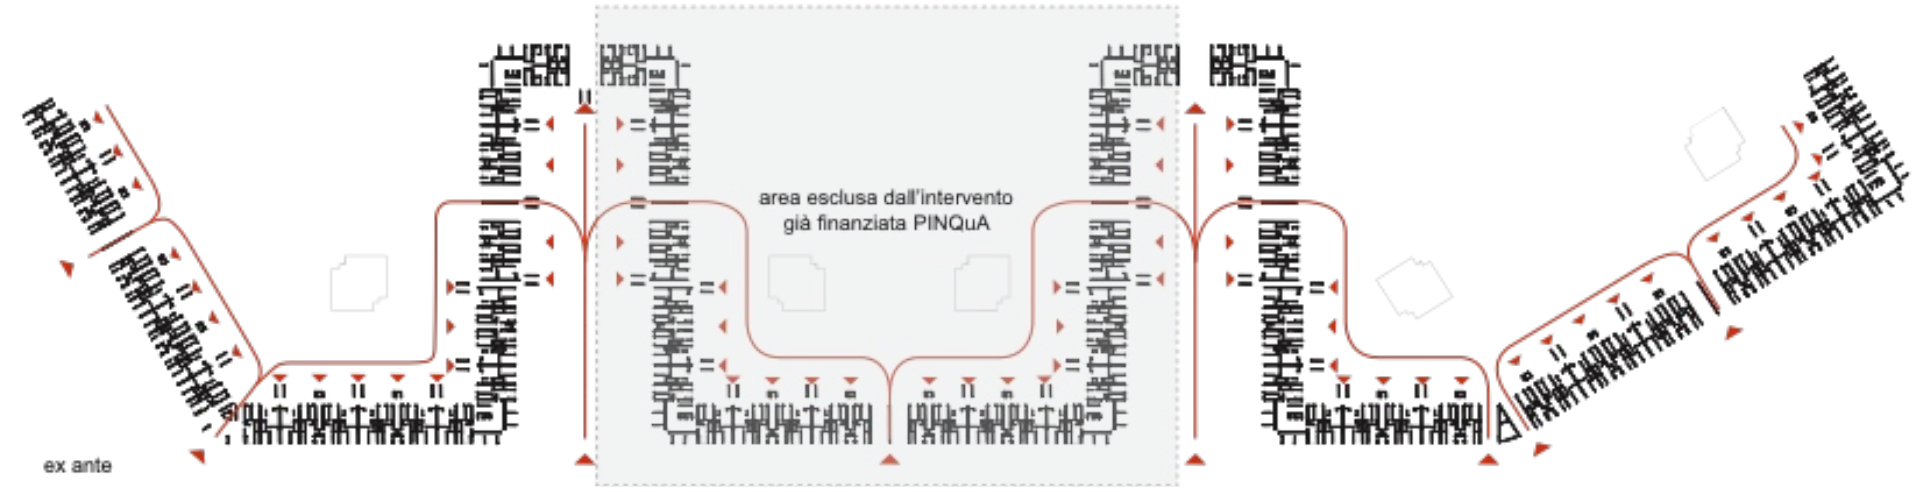 area esclusa dall'intervento
già finanziata PINQuA
ex ante